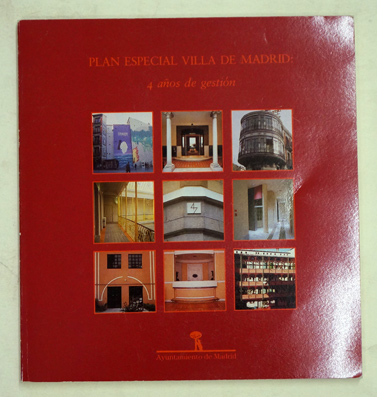 PLAN ESPECIAL VILLA DE MADRID:
4 años de gestión
Ayuntamiento de Madrid